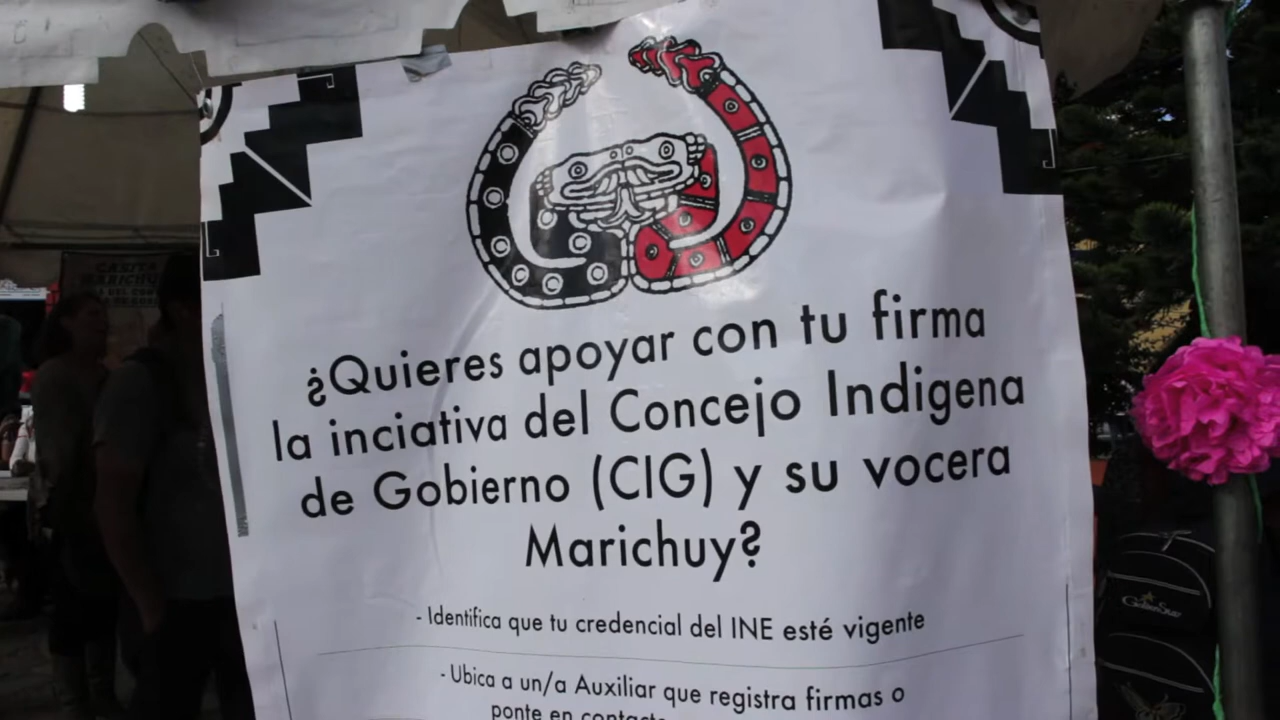 ¿Quieres apoyar con tu firma
la inciativa del Concejo Indigena
de Gobierno (CIG) y su vocera
Marichuy?
- Identifica que tu credencial del INE esté vigente
- Ubica a un/a Auxiliar que registra firmas o
ponte en contacto